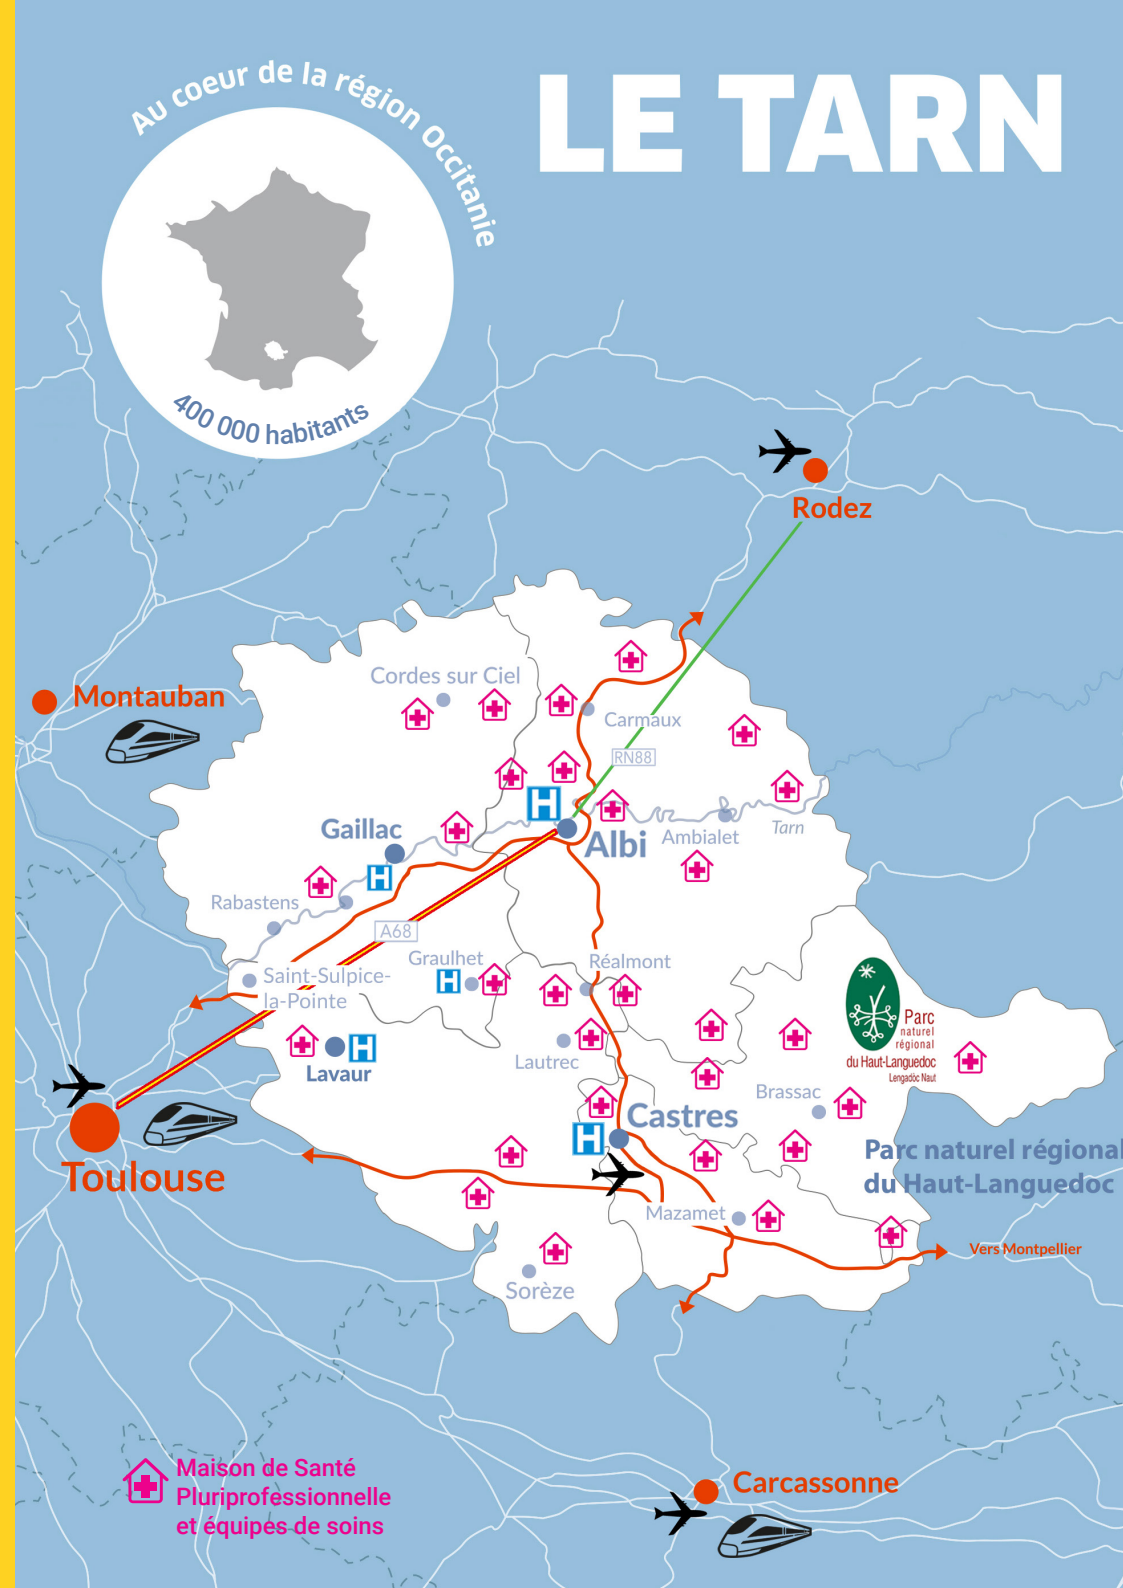 Au coeur de la région Occitanie
LE TARN
400 000 habitants
Rodez
Montauban
Cordes sur Ciel
Carmaux
RN88
H
Gaillac
Albi
Ambialet
Tarn
H
Rabastens
A68
Graulhet
H
Réalmont
Saint-Sulpice-
la-Pointe
Parc
naturel
régional
du Haut-Languedoc
Lengadòc Naut
Lavaur
H
Lautrec
Brassac
Castres
H
Parc naturel régional
du Haut-Languedoc
Toulouse
Mazamet
Vers Montpellier
Sorèze
Maison de Santé
Pluriprofessionnelle
et équipes de soins
Carcassonne